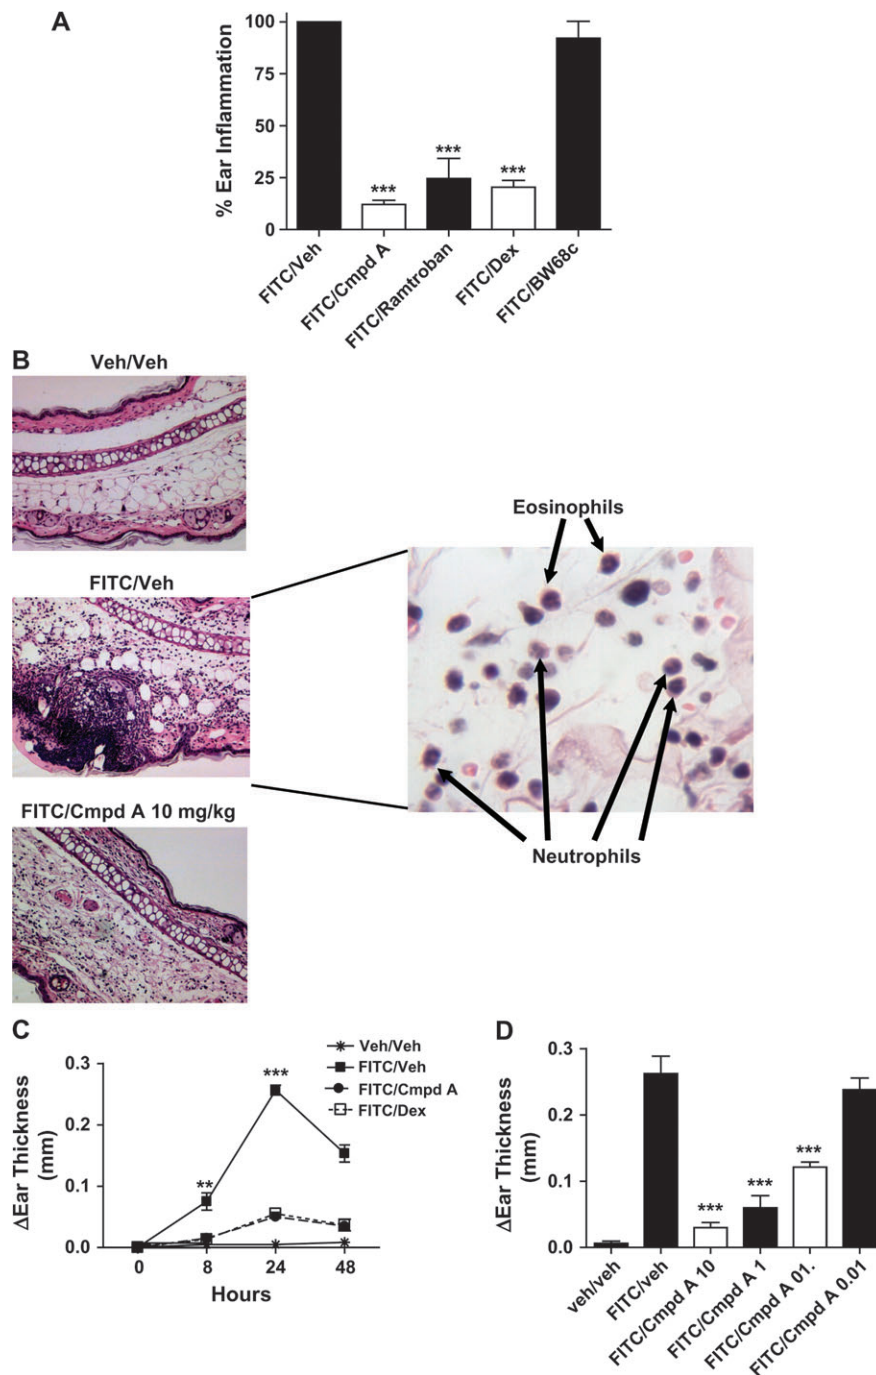 A
% Ear Inflammation
100
75
50
25
0
***
***
***
FITC/Veh
FITC/Cmpd A
FITC/Ramtroban
FITC/Dex
FITC/BW68c
B
Veh/Veh
FITC/Veh
FITC/Cmpd A 10 mg/kg
Eosinophils
Neutrophils
C
ΔEar Thickness
(mm)
0.3
0.2
0.1
0.0
**
***
0
8
24
48
Hours
Veh/Veh
FITC/Veh
FITC/Cmpd A
FITC/Dex
D
ΔEar Thickness
(mm)
0.3
0.2
0.1
0.0
***
***
***
veh/veh
FITC/veh
FITC/Cmpd A 10
FITC/Cmpd A 1
FITC/Cmpd A 01.
FITC/Cmpd A 0.01